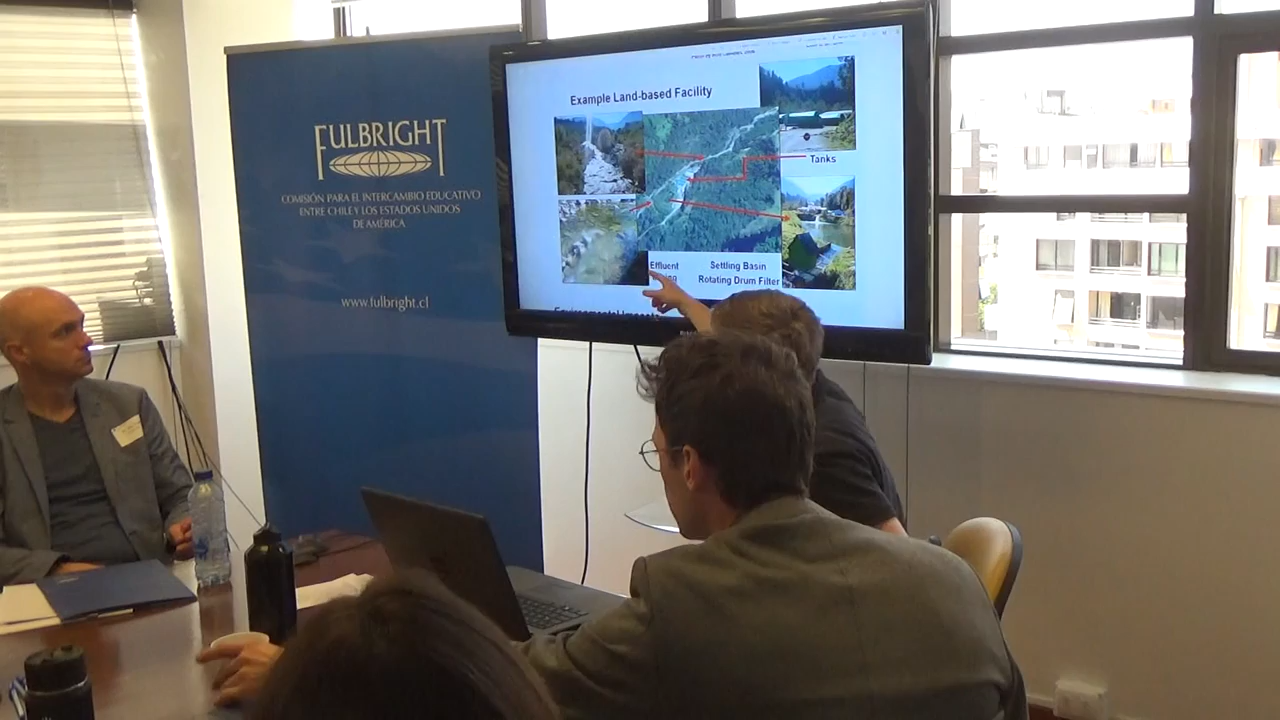 FULBRIGHT
COMISIÓN PARA EL INTERCAMBIO EDUCATIVO
ENTRE CHILE Y LOS ESTADOS UNIDOS
DE AMÉRICA
www.fulbright.cl
Example Land-based Facility
Tanks
Effluent
Settling Basin
Rotating Drum Filter
Environmental